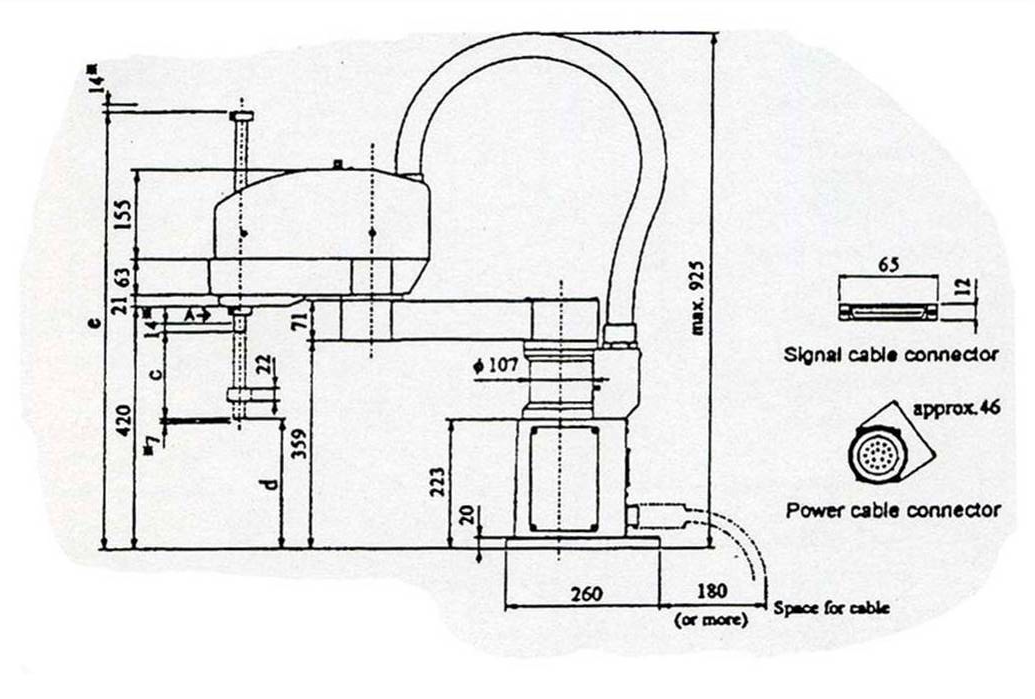 14*
155
63
21
e
A→
14*
c
22
71
420
*7
d
359
ϕ 107
223
20
260
180
(or more)
Space for cable
max. 925
65
12
Signal cable connector
approx.46
Power cable connector